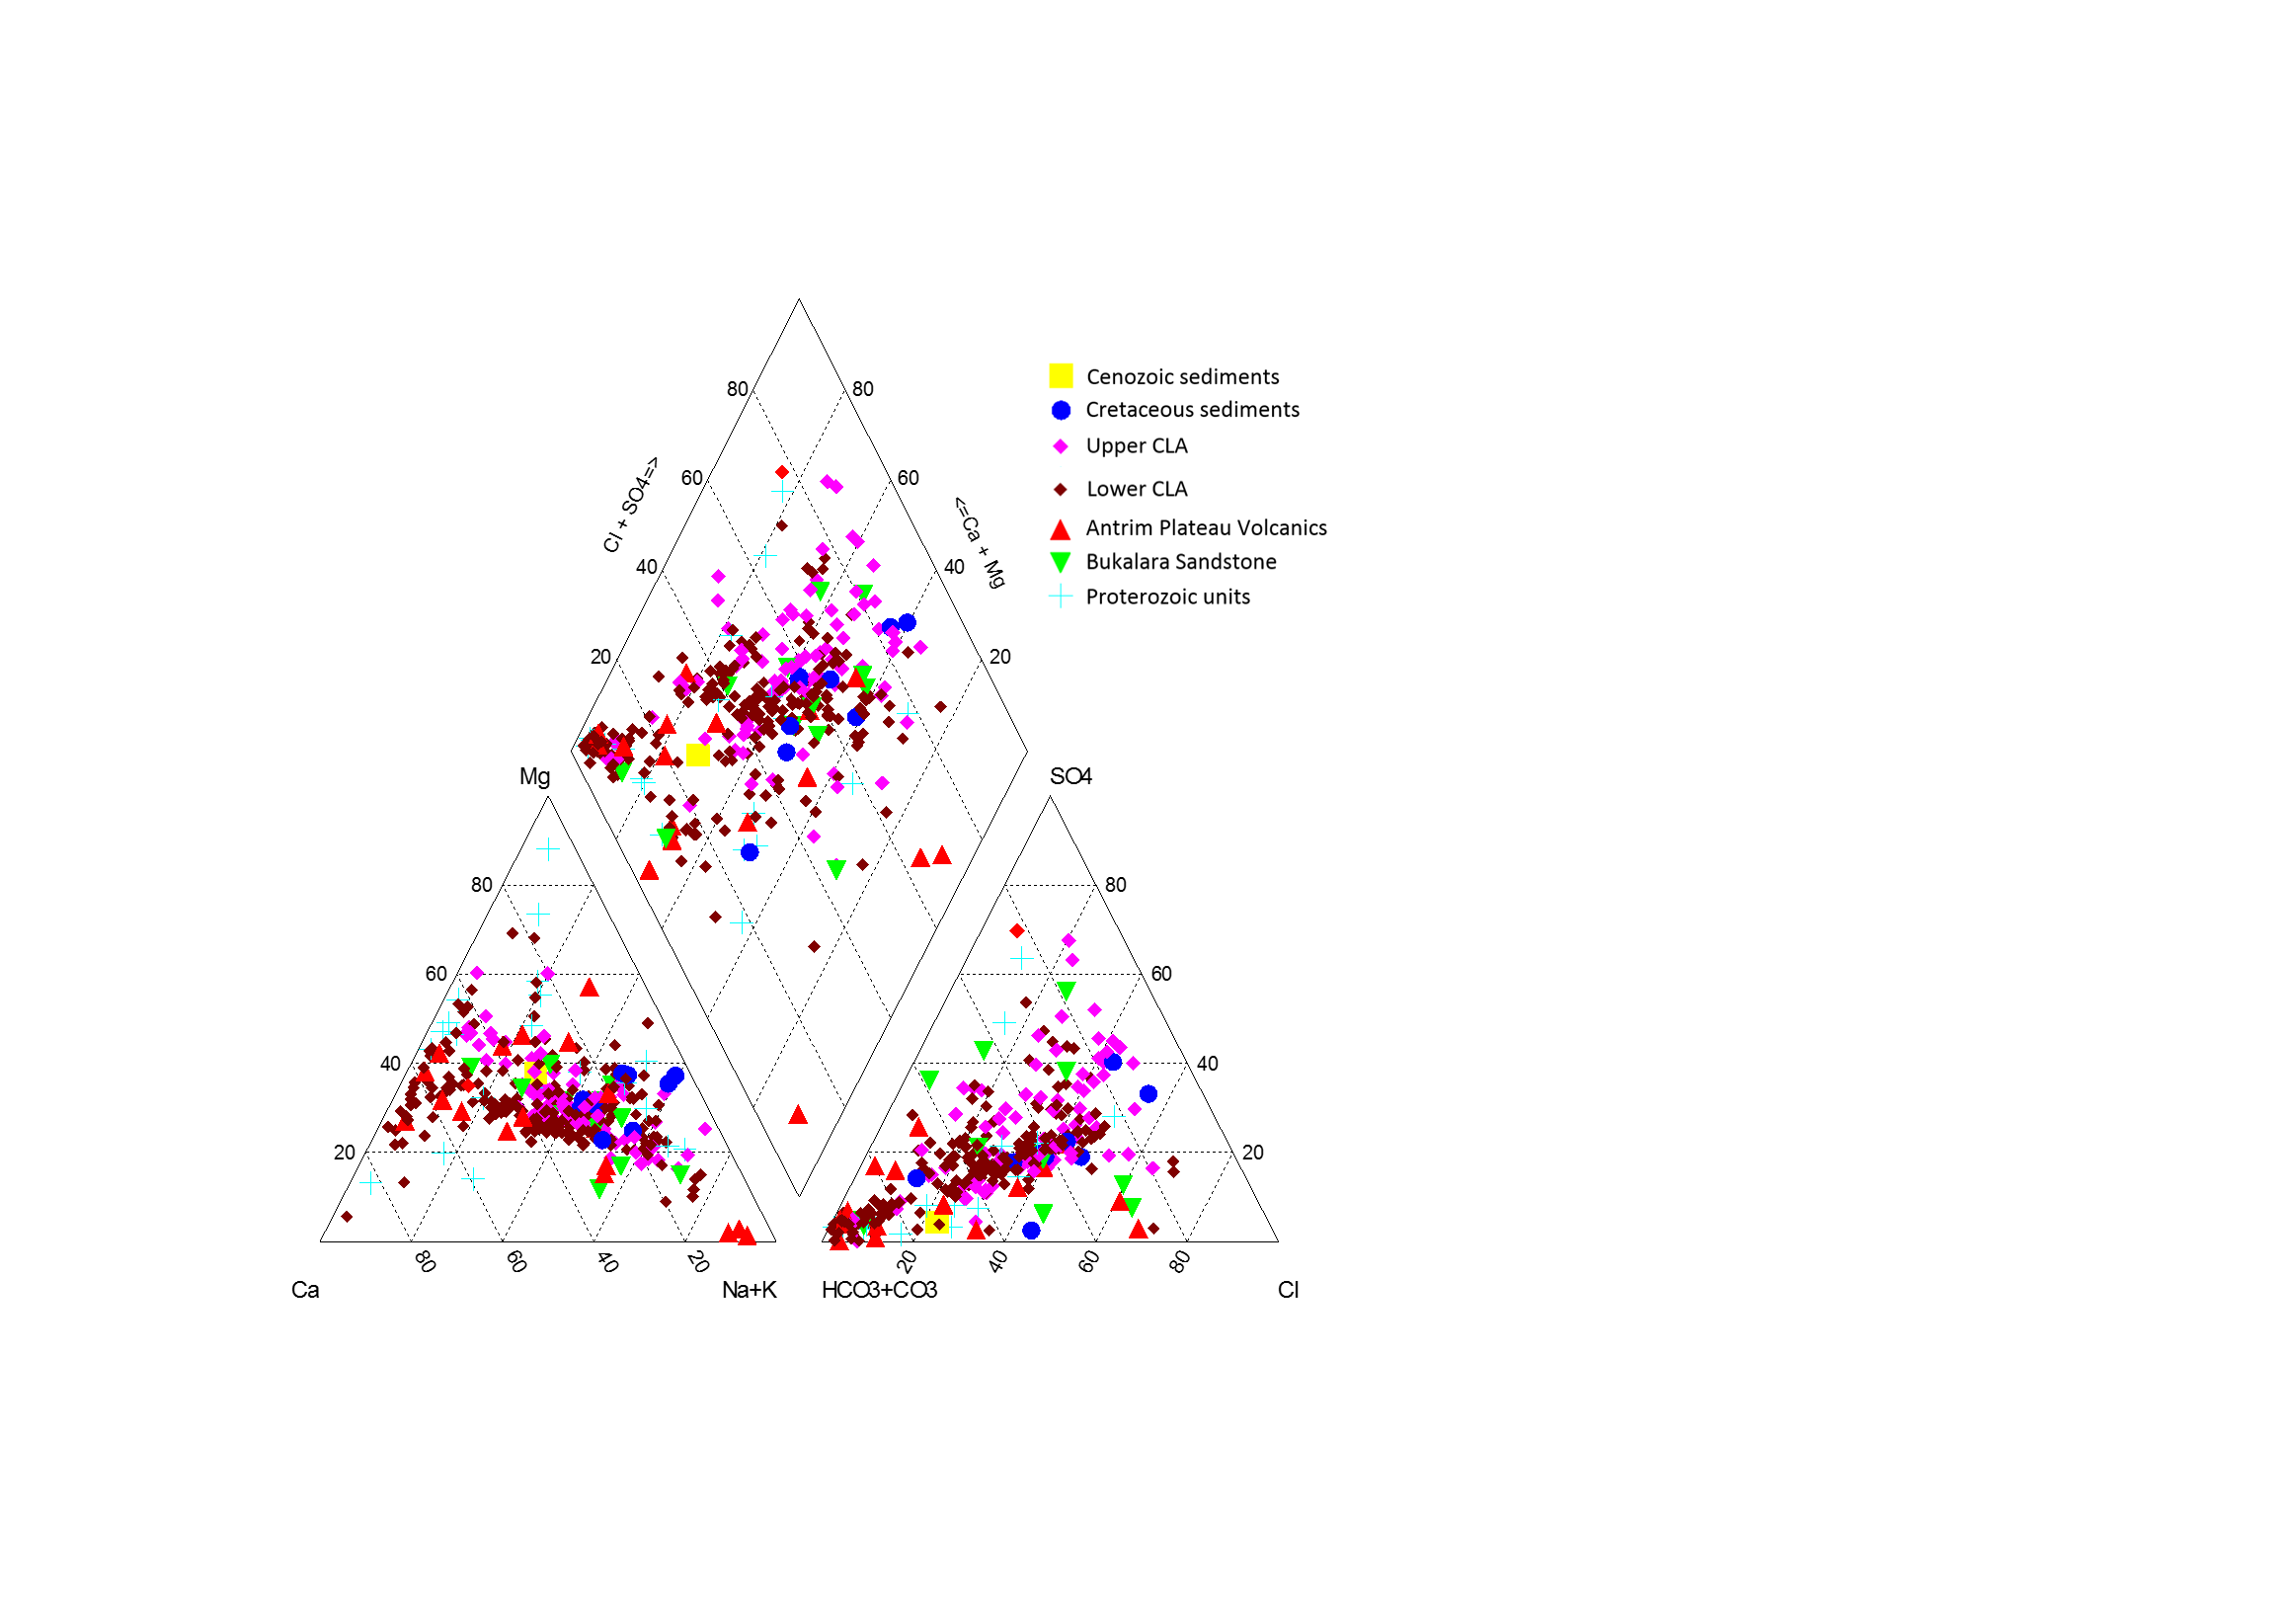 80
80
Cl + SO4=>
<=Ca + Mg
60
60
40
40
20
20
Cenozoic sediments
Cretaceous sediments
Upper CLA
Lower CLA
Antrim Plateau Volcanics
Bukalara Sandstone
Proterozoic units
Mg
SO4
80
80
60
60
40
40
20
20
80
60
40
20
20
40
60
80
Ca
Na+K
HCO3+CO3
Cl